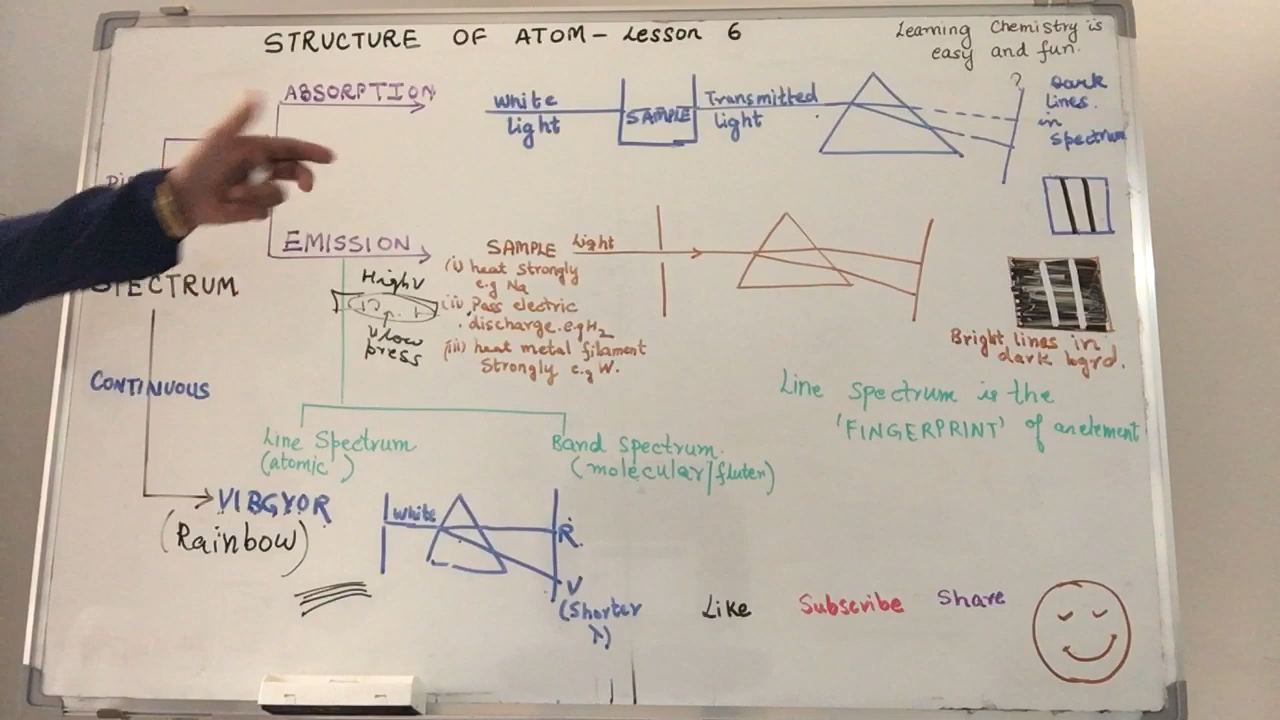 STRUCTURE OF ATOM - Lesson 6
Learning Chemistry is
easy and fun.
ABSORPTION
White
light
SAMPLE
Transmitted
light
?
Dark
Lines
in
Spectrum
EMISSION
SAMPLE
light
(i) heat strongly
e.g Na
(ii) Pass electric
discharge. e.g H2
(iii) heat metal filament
Strongly e.g W.
High V
V low
press
Bright lines in
dark bgrd.
SPECTRUM
CONTINUOUS
Line Spectrum is the
'FINGERPRINT' of an element
Line Spectrum
(atomic)
Band Spectrum.
(molecular/fluten)
VIBGYOR
(Rainbow)
White
R
V
(Shorter
λ)
Like Subscribe Share